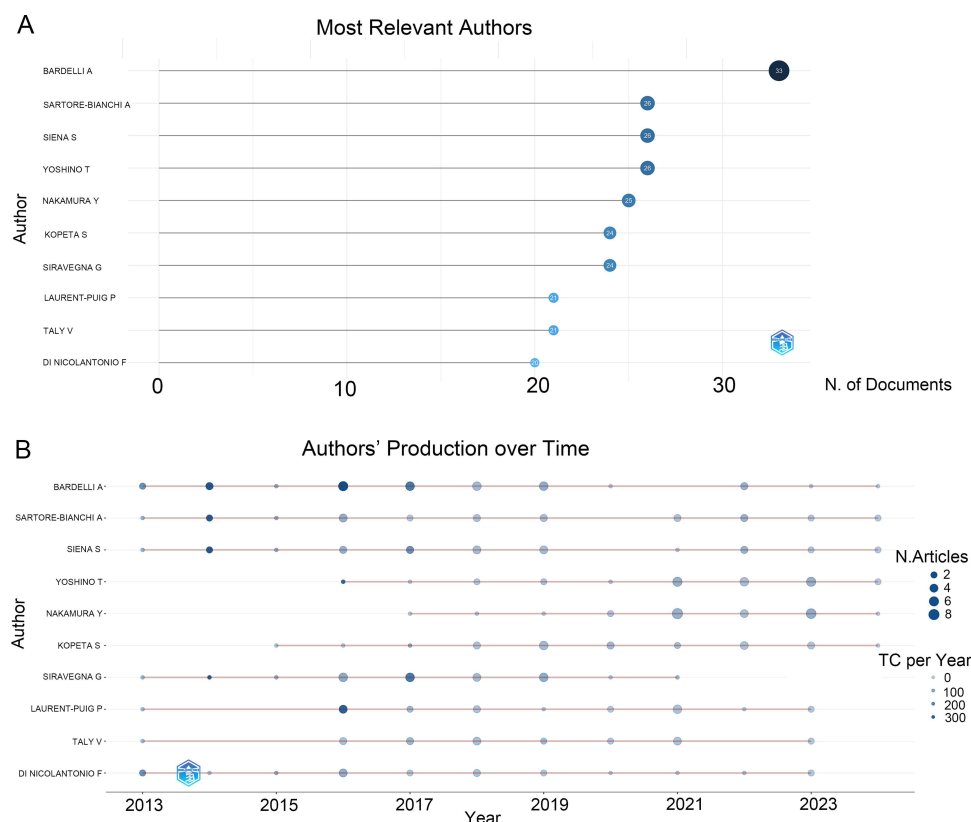 A
Most Relevant Authors
Author
BARDELLI A
33
SARTORE-BIANCHI A
26
SIENA S
26
YOSHINO T
26
NAKAMURA Y
25
KOPETA S
24
SIRAVEGNA G
24
LAURENT-PUIG P
21
TALY V
21
DI NICOLANTONIO F
20
0 10 20 30
N. of Documents
B
Authors’ Production over Time
Author
BARDELLI A
SARTORE-BIANCHI A
SIENA S
YOSHINO T
NAKAMURA Y
KOPETA S
SIRAVEGNA G
LAURENT-PUIG P
TALY V
DI NICOLANTONIO F
2013 2015 2017 2019 2021 2023
Year
N.Articles
2
4
6
8
TC per Year
0
100
200
300